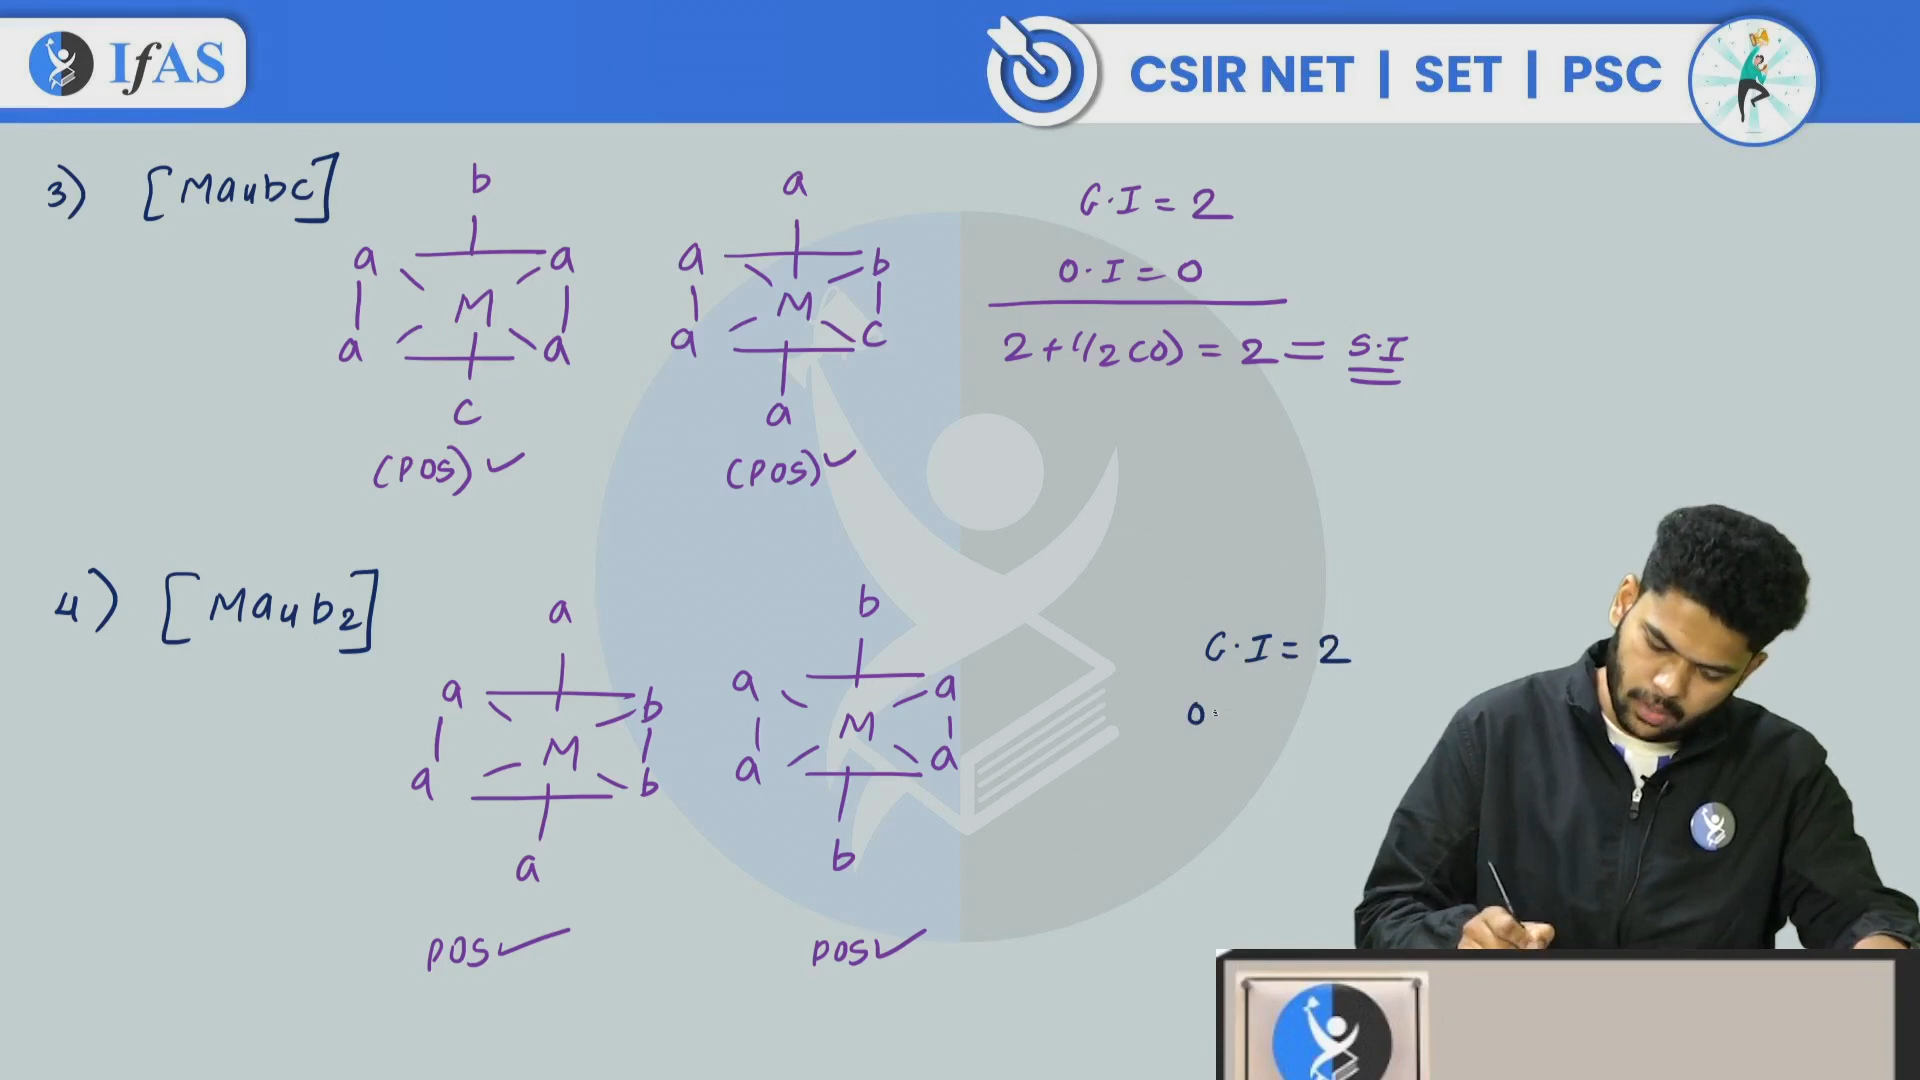 IfAS
CSIR NET | SET | PSC
3) [Ma4bc]
b
a a
M
a a
c
(POS) ✓
a
a b
M
a c
a
(POS) ✓
G.I = 2
O.I = 0
2 + 1/2 (0) = 2 = S.I
4) [Ma4b2]
a
a b
M
a b
a
POS ✓
b
a a
M
a a
b
POS ✓
G.I = 2
O